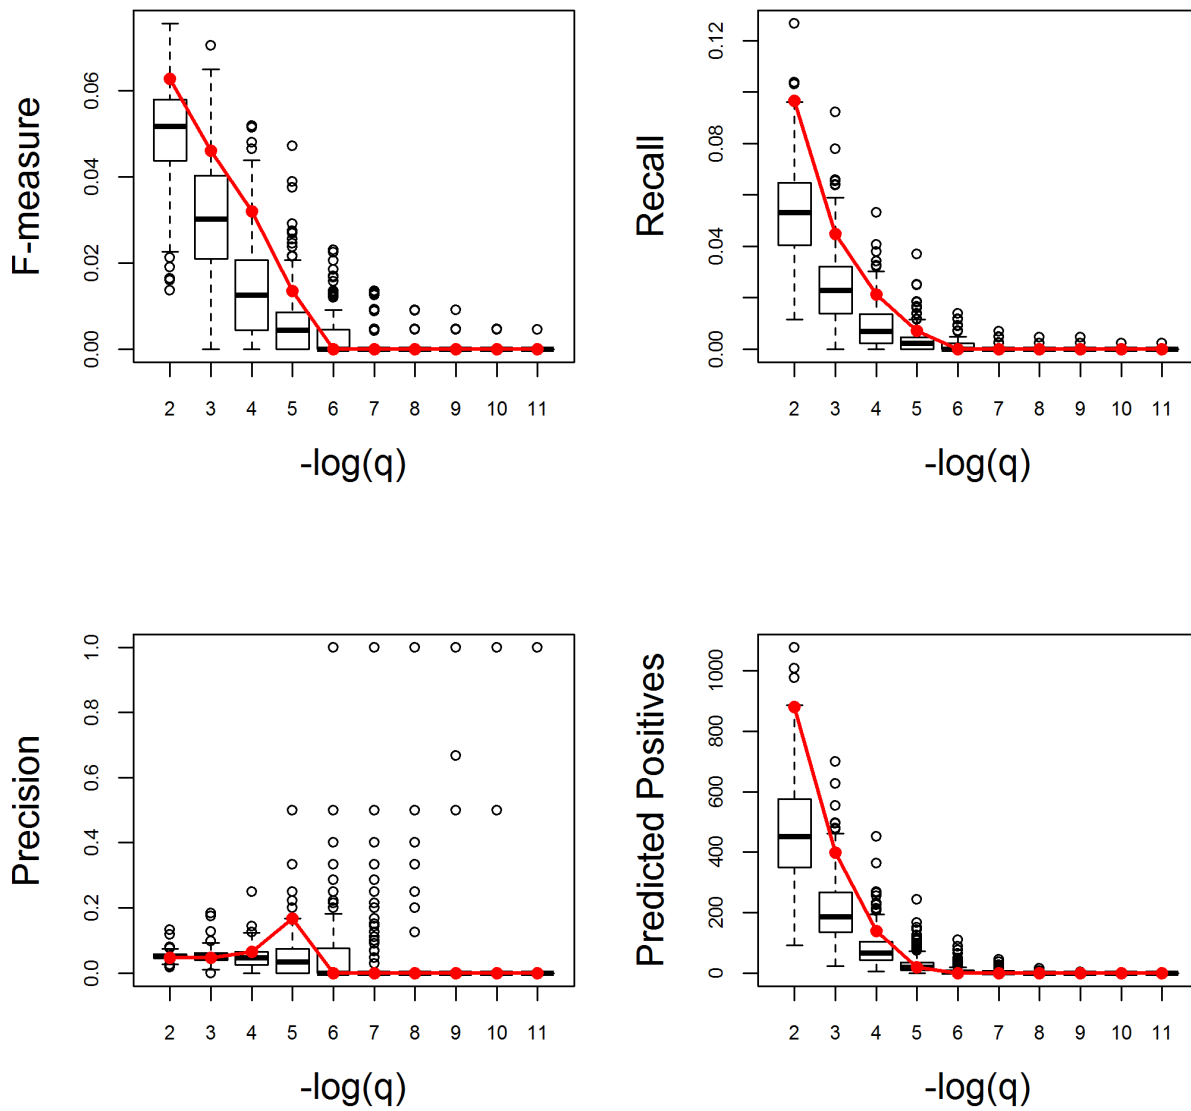 F-measure
0.00 0.02 0.04 0.06
2 3 4 5 6 7 8 9 10 11
-log(q)
Recall
0.00 0.04 0.08 0.12
2 3 4 5 6 7 8 9 10 11
-log(q)
Precision
0.0 0.2 0.4 0.6 0.8 1.0
2 3 4 5 6 7 8 9 10 11
-log(q)
Predicted Positives
0 200 400 600 800 1000
2 3 4 5 6 7 8 9 10 11
-log(q)